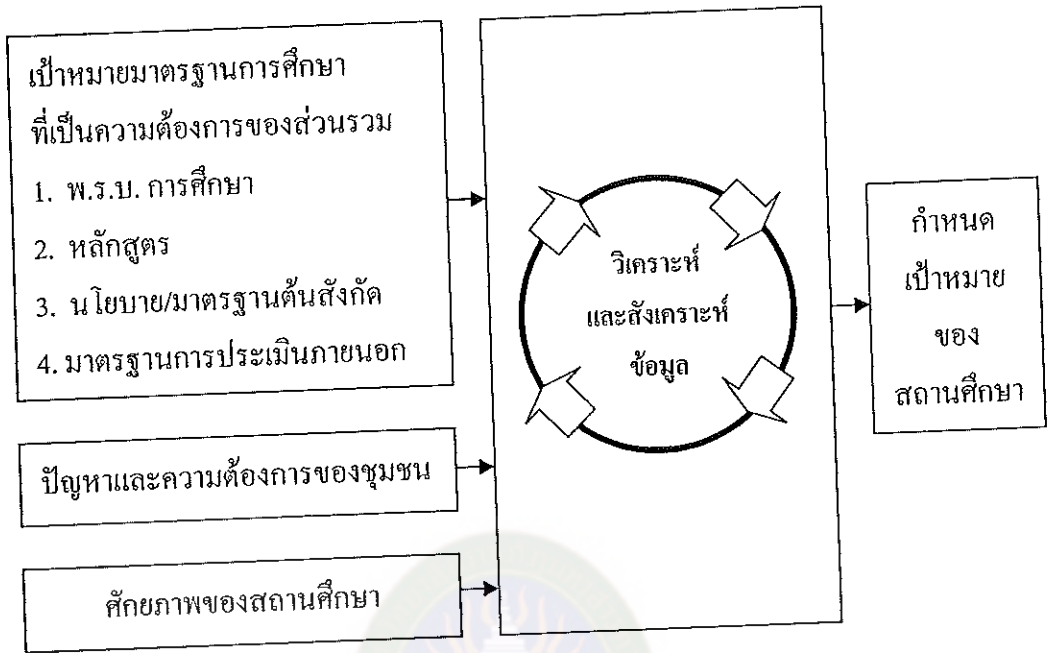 เป้าหมายมาตรฐานการศึกษา
ที่เป็นความต้องการของส่วนรวม
1. พ.ร.บ. การศึกษา
2. หลักสูตร
3. นโยบาย/มาตรฐานต้นสังกัด
4. มาตรฐานการประเมินภายนอก
ปัญหาและความต้องการของชุมชน
ศักยภาพของสถานศึกษา
วิเคราะห์
และสังเคราะห์
ข้อมูล
กำหนด
เป้าหมาย
ของ
สถานศึกษา